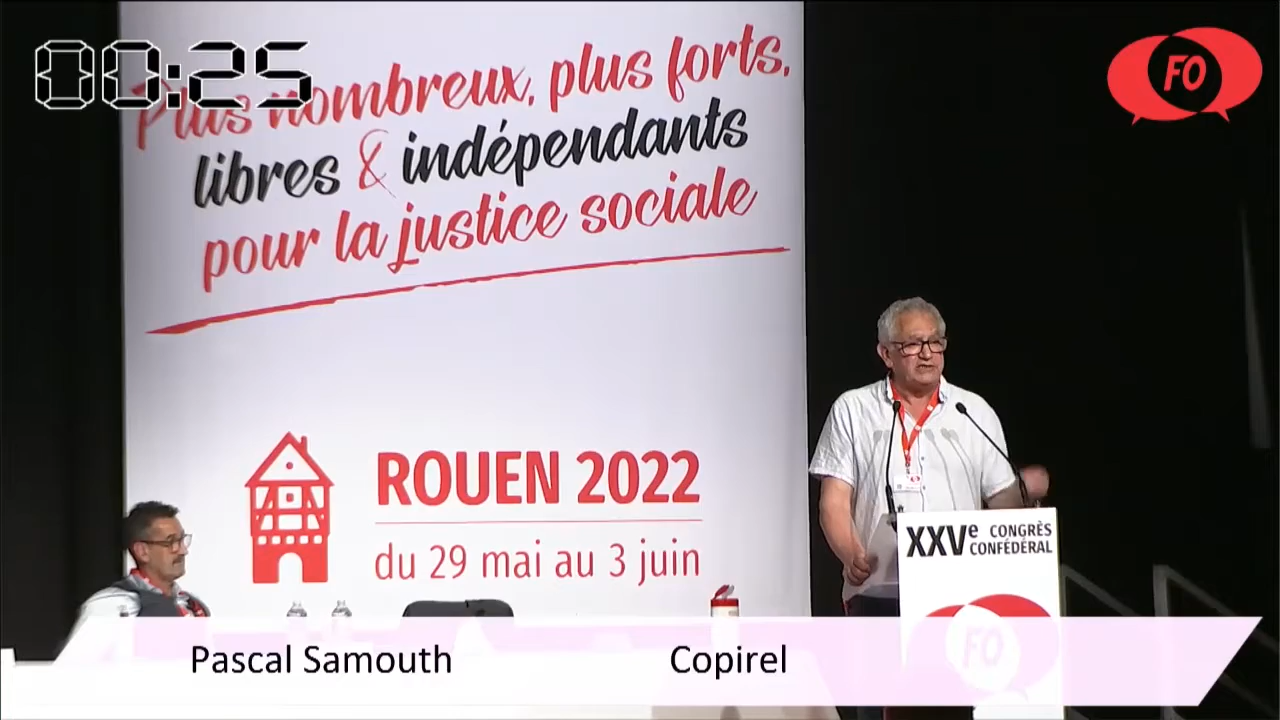 00:25
Plus nombreux, plus forts,
libres & indépendants
pour la justice sociale
FO
ROUEN 2022
du 29 mai au 3 juin
XXVe CONGRÈS
CONFÉDÉRAL
FO
Pascal Samouth Copirel